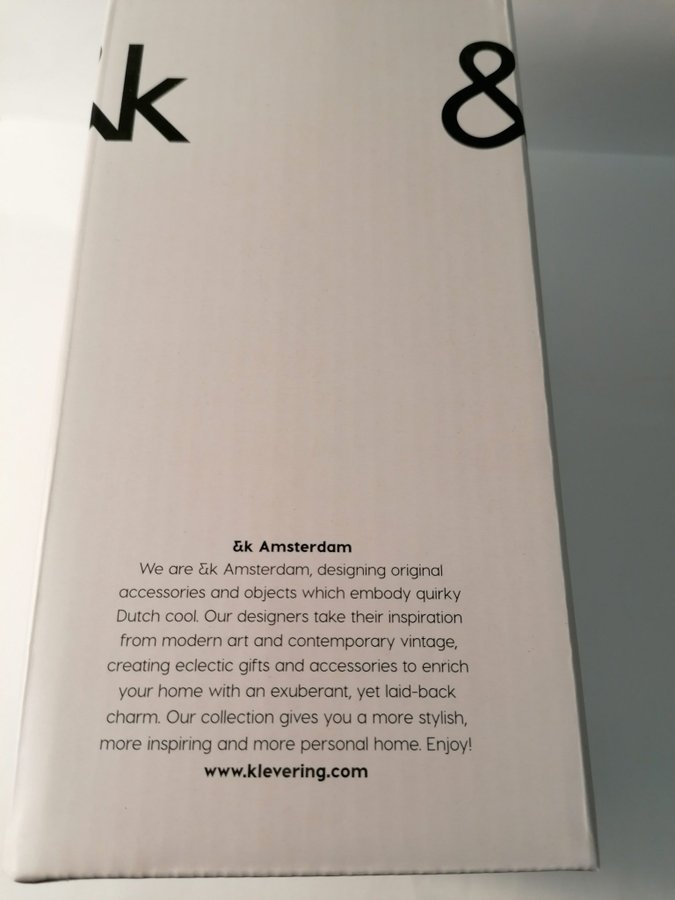 &k &
&k Amsterdam
We are &k Amsterdam, designing original
accessories and objects which embody quirky
Dutch cool. Our designers take their inspiration
from modern art and contemporary vintage,
creating eclectic gifts and accessories to enrich
your home with an exuberant, yet laid-back
charm. Our collection gives you a more stylish,
more inspiring and more personal home. Enjoy!
www.klevering.com